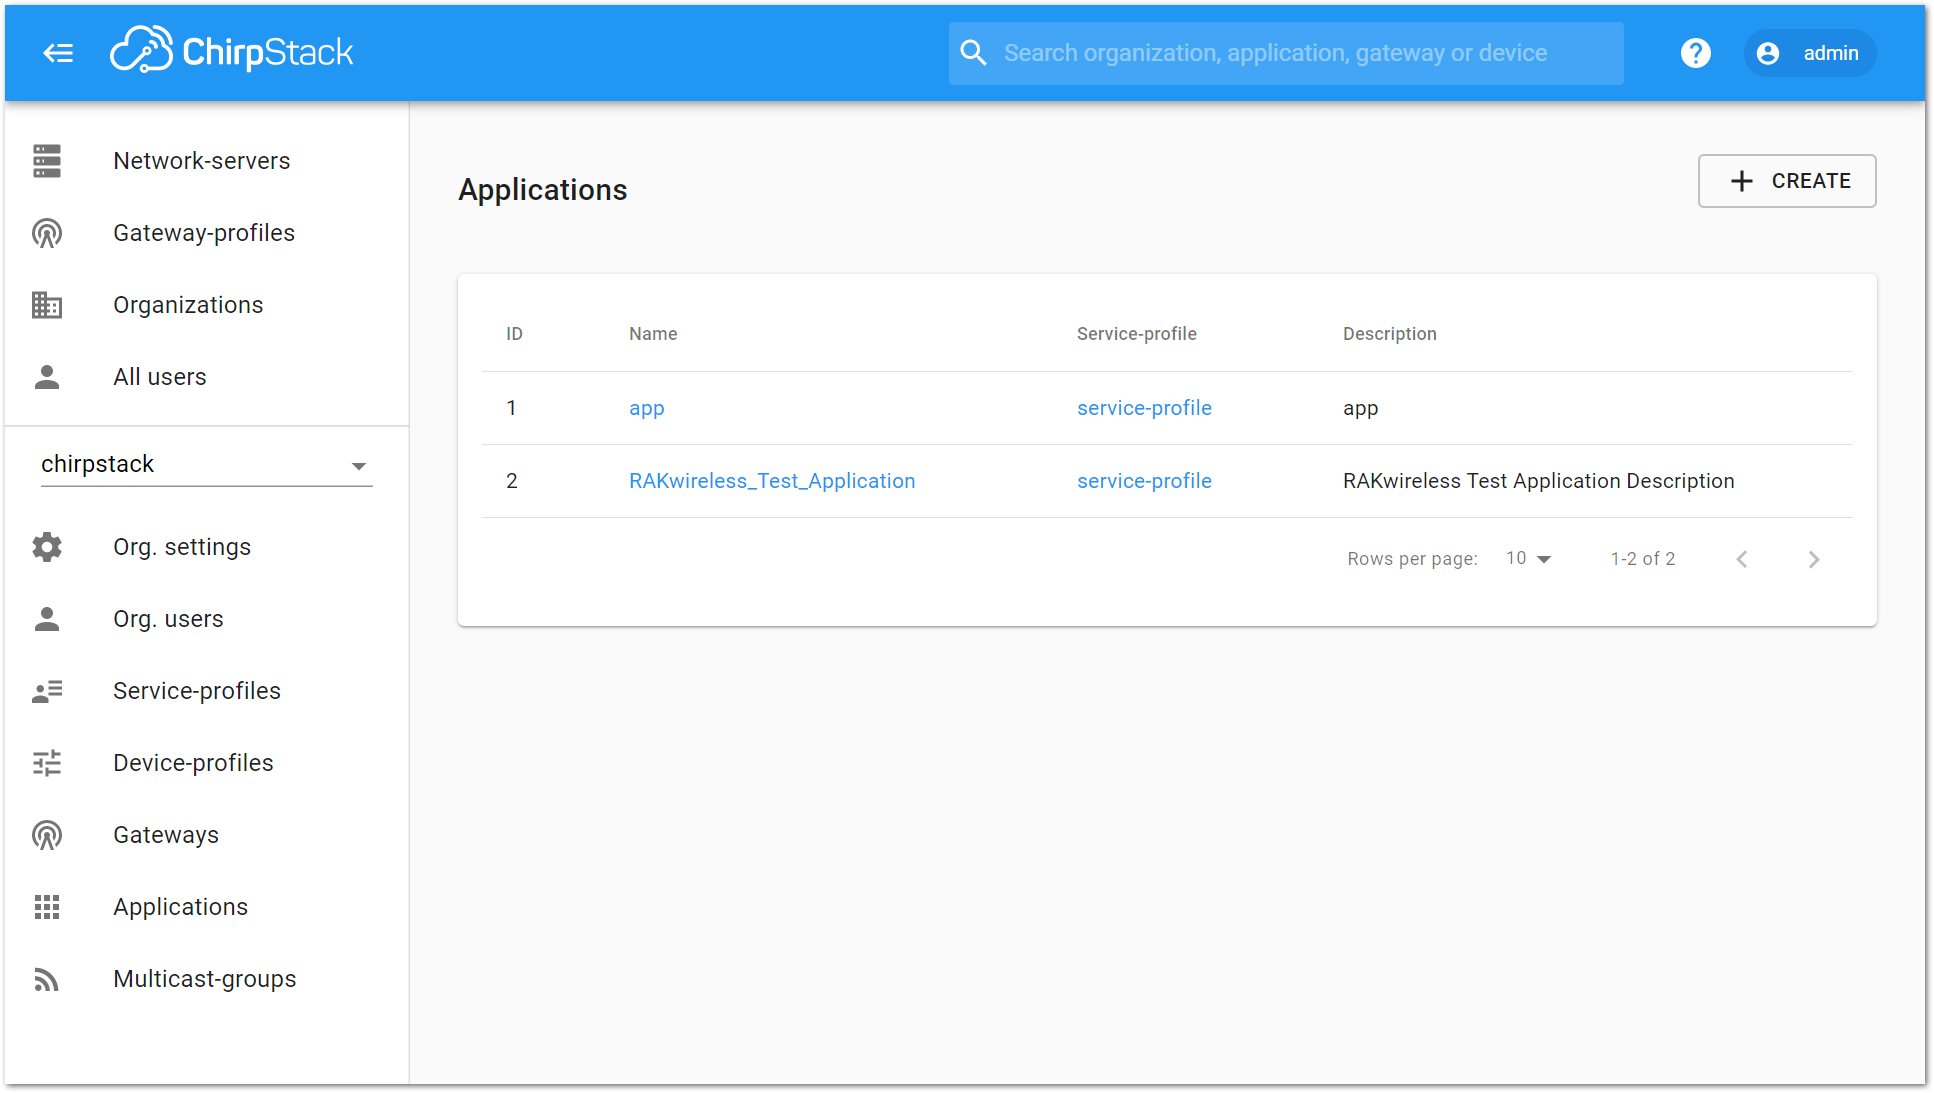 ChirpStack
Search organization, application, gateway or device
?
admin
Network-servers
Gateway-profiles
Organizations
All users
chirpstack
Org. settings
Org. users
Service-profiles
Device-profiles
Gateways
Applications
Multicast-groups
Applications
+ CREATE
ID Name Service-profile Description
1 app service-profile app
2 RAKwireless_Test_Application service-profile RAKwireless Test Application Description
Rows per page: 10 1-2 of 2